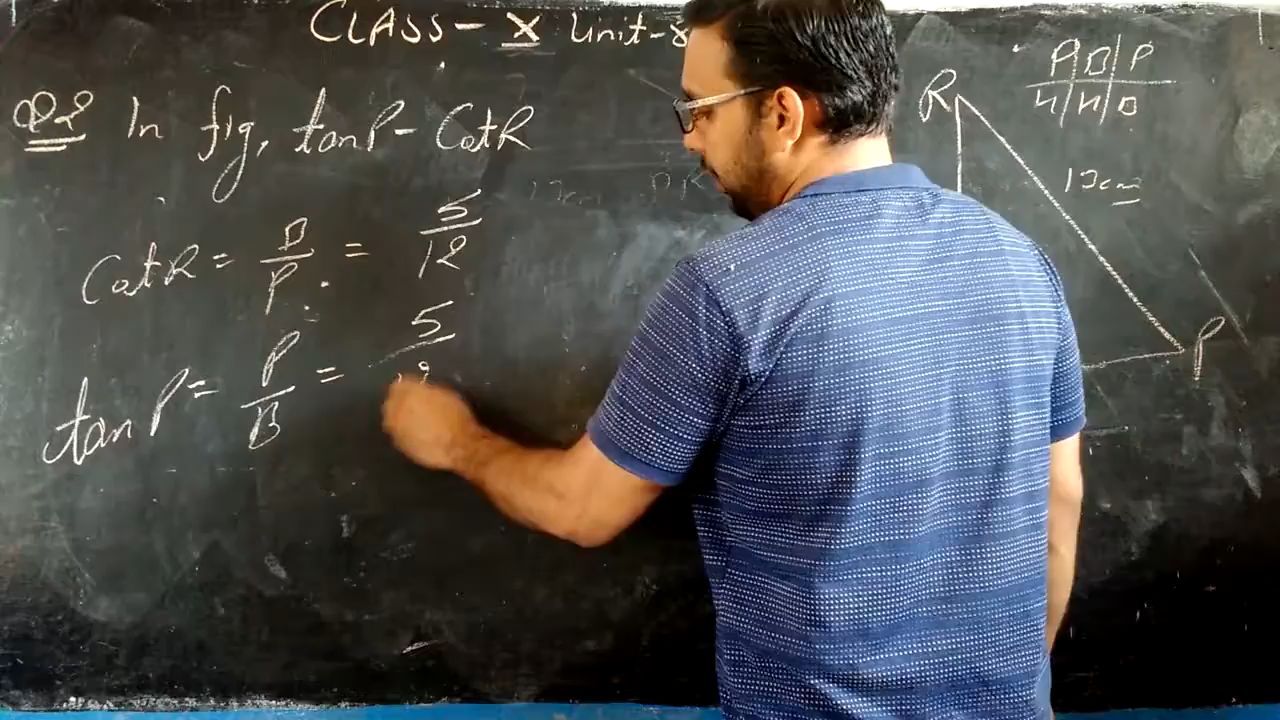 CLASS - X Unit-8
Q2 In fig, tanP - CotR
CotR = B/P = 5/12
tanP = P/B = 5
R
P|B|P
H|H|B
13cm
P